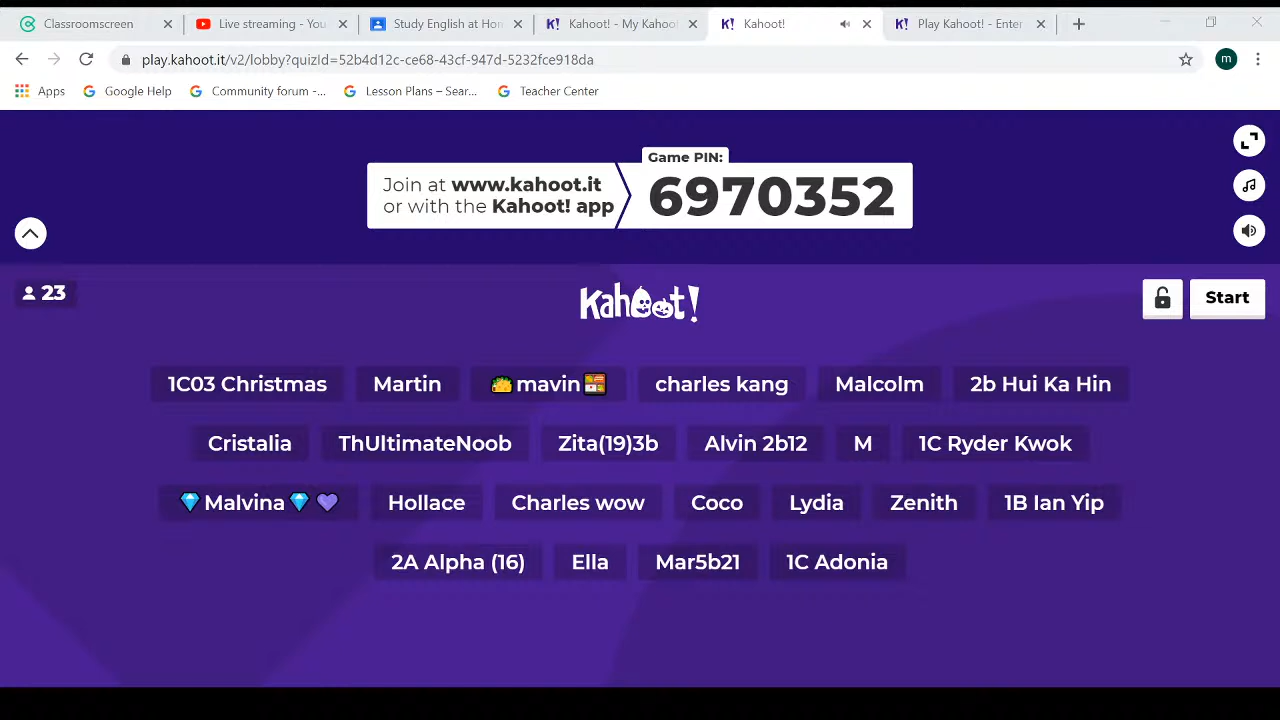 Classroomscreen
Live streaming - You
Study English at Hon
Kahoot! - My Kahoo
Kahoot!
Play Kahoot! - Enter
play.kahoot.it/v2/lobby?quizId=52b4d12c-ce68-43cf-947d-5232fce918da
m
Apps
Google Help
Community forum -...
Lesson Plans – Sear...
Teacher Center
Game PIN:
Join at www.kahoot.it
or with the Kahoot! app
6970352
23
Kahoot!
Start
1C03 Christmas
Martin
🌮mavin🍱
charles kang
Malcolm
2b Hui Ka Hin
Cristalia
ThUltimateNoob
Zita(19)3b
Alvin 2b12
M
1C Ryder Kwok
💎Malvina💎💜
Hollace
Charles wow
Coco
Lydia
Zenith
1B Ian Yip
2A Alpha (16)
Ella
Mar5b21
1C Adonia